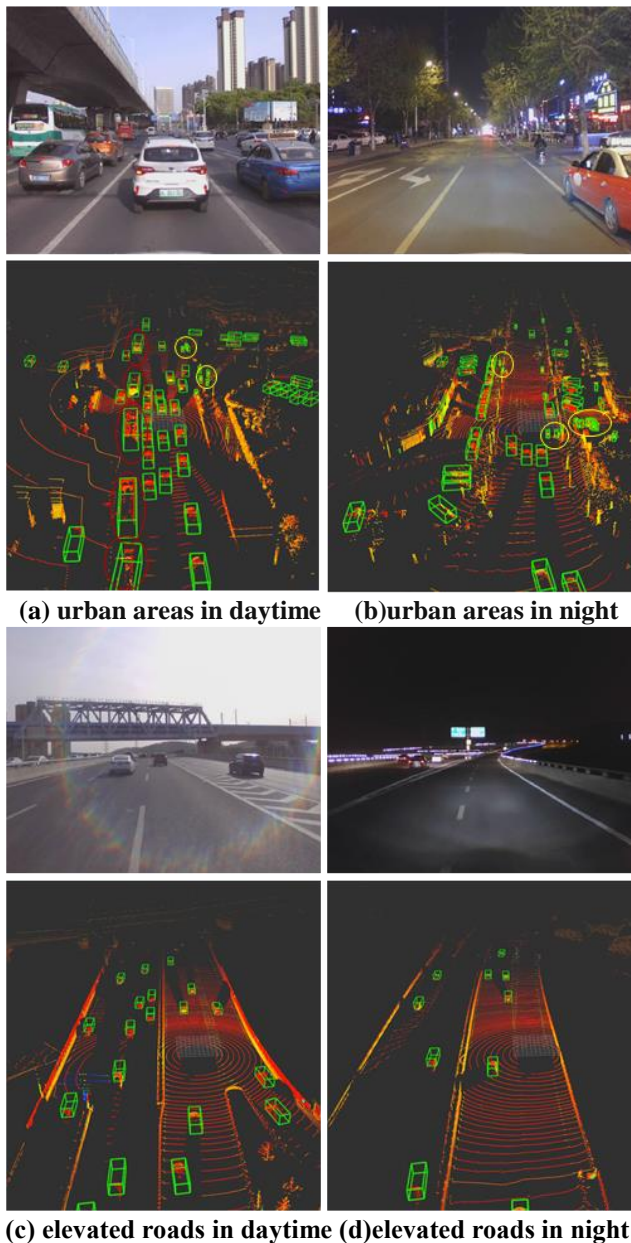 (a) urban areas in daytime
(b)urban areas in night
(c) elevated roads in daytime
(d)elevated roads in night